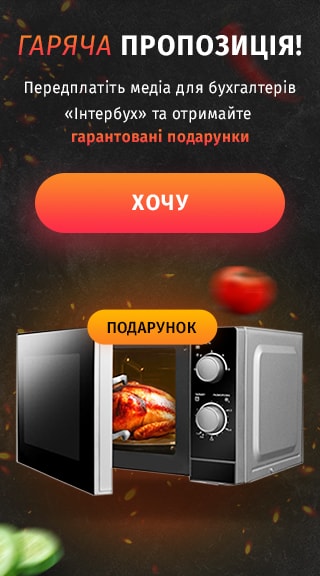 ГАРЯЧА ПРОПОЗИЦІЯ!
Передплатіть медіа для бухгалтерів
«Інтербух» та отримайте
гарантовані подарунки
ХОЧУ
ПОДАРУНОК